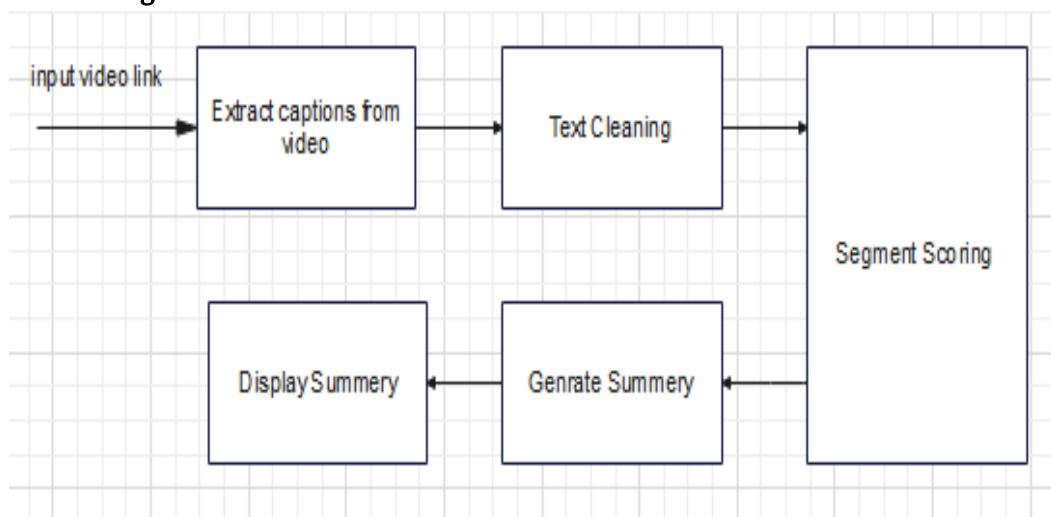 input video link
Extract captions from
video
Text Cleaning
Segment Scoring
Display Summery
Genrate Summery